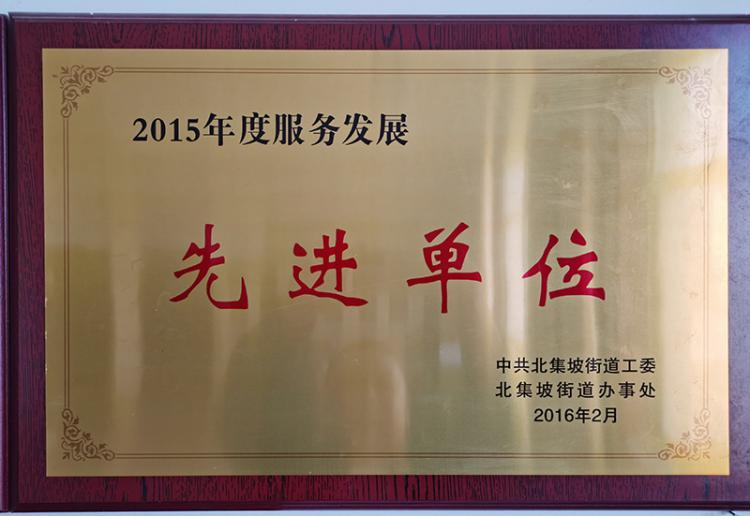 2015年度服务发展
先进单位
中共北集坡街道工委
北集坡街道办事处
2016年2月